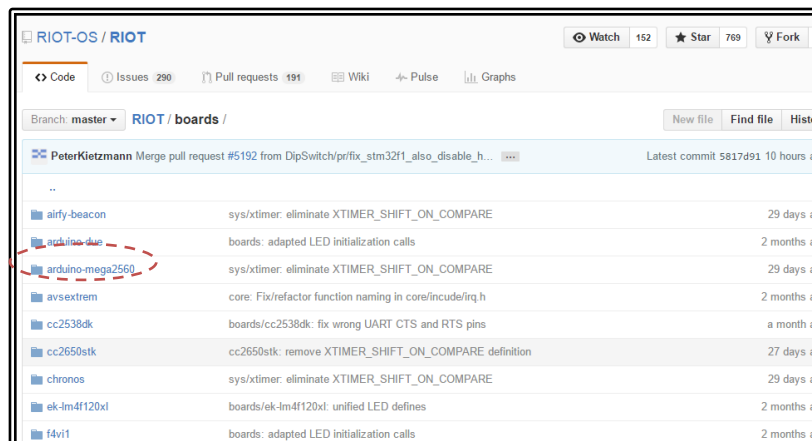 RIOT-OS / RIOT Watch 152 Star 769 Fork
Code Issues 290 Pull requests 191 Wiki Pulse Graphs
Branch: master RIOT / boards / New file Find file Histo
PeterKietzmann Merge pull request #5192 from DipSwitch/pr/fix_stm32f1_also_disable_h... ... Latest commit 5817d91 10 hours a
..
airfy-beacon sys/xtimer: eliminate XTIMER_SHIFT_ON_COMPARE 29 days a
arduino-due boards: adapted LED initialization calls 2 months a
arduino-mega2560 sys/xtimer: eliminate XTIMER_SHIFT_ON_COMPARE 29 days a
avsextrem core: Fix/refactor function naming in core/incude/irq.h 2 months a
cc2538dk boards/cc2538dk: fix wrong UART CTS and RTS pins a month a
cc2650stk cc2650stk: remove XTIMER_SHIFT_ON_COMPARE definition 27 days a
chronos sys/xtimer: eliminate XTIMER_SHIFT_ON_COMPARE 29 days a
ek-lm4f120xl boards/ek-lm4f120xl: unified LED defines 2 months a
f4vi1 boards: adapted LED initialization calls 2 months a